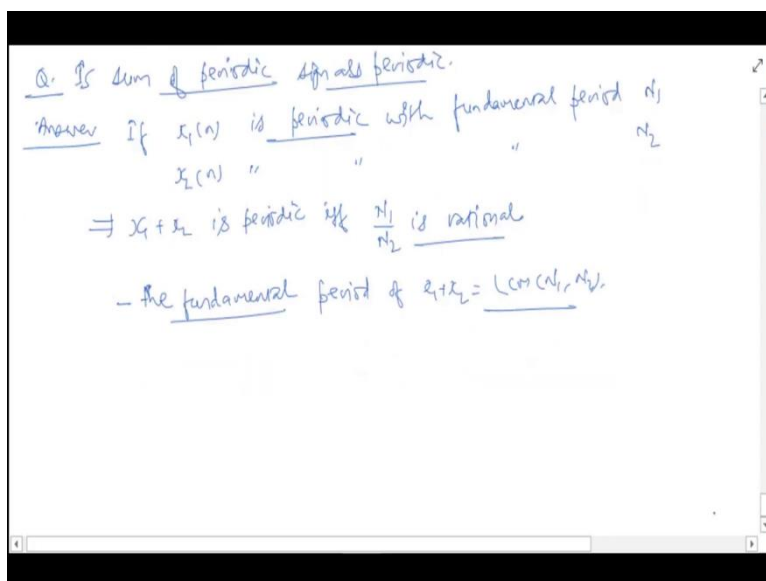 Q. Is sum of periodic signals periodic.
Answer If x₁(n) is periodic with fundamental period N₁
x₂(n) " " " N₂
⇒ x₁+x₂ is periodic iff N₁/N₂ is rational
- the fundamental period of x₁+x₂ = LCM(N₁, N₂).